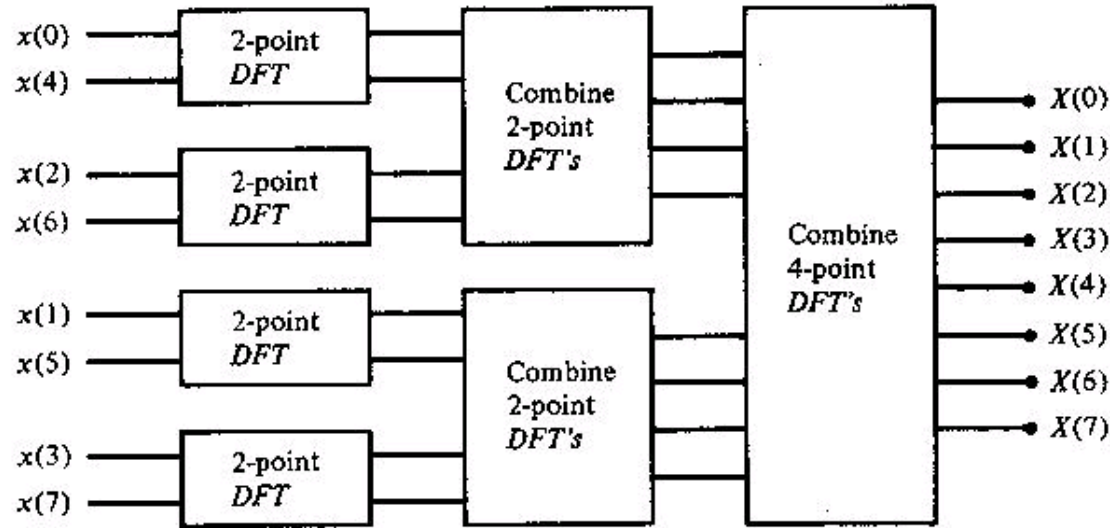 x(0)
x(4)
2-point
DFT
x(2)
x(6)
2-point
DFT
x(1)
x(5)
2-point
DFT
x(3)
x(7)
2-point
DFT
Combine
2-point
DFT's
Combine
2-point
DFT's
Combine
4-point
DFT's
X(0)
X(1)
X(2)
X(3)
X(4)
X(5)
X(6)
X(7)